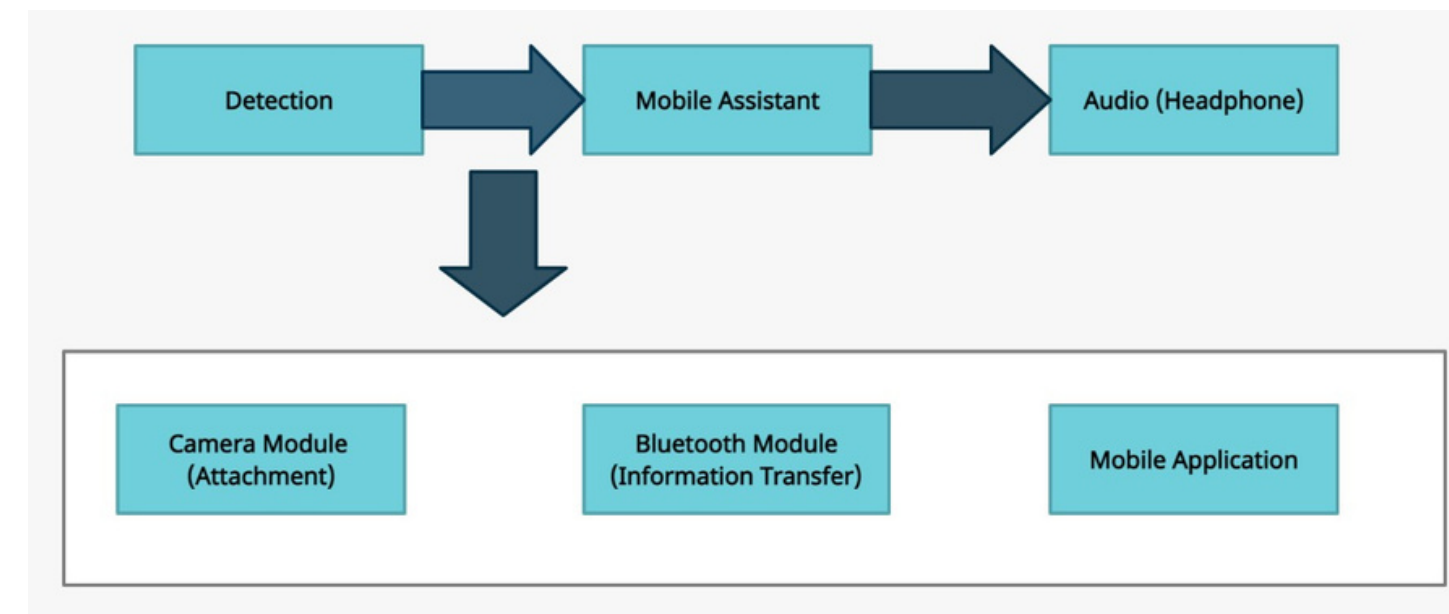 Detection
Mobile Assistant
Audio (Headphone)
Camera Module
(Attachment)
Bluetooth Module
(Information Transfer)
Mobile Application